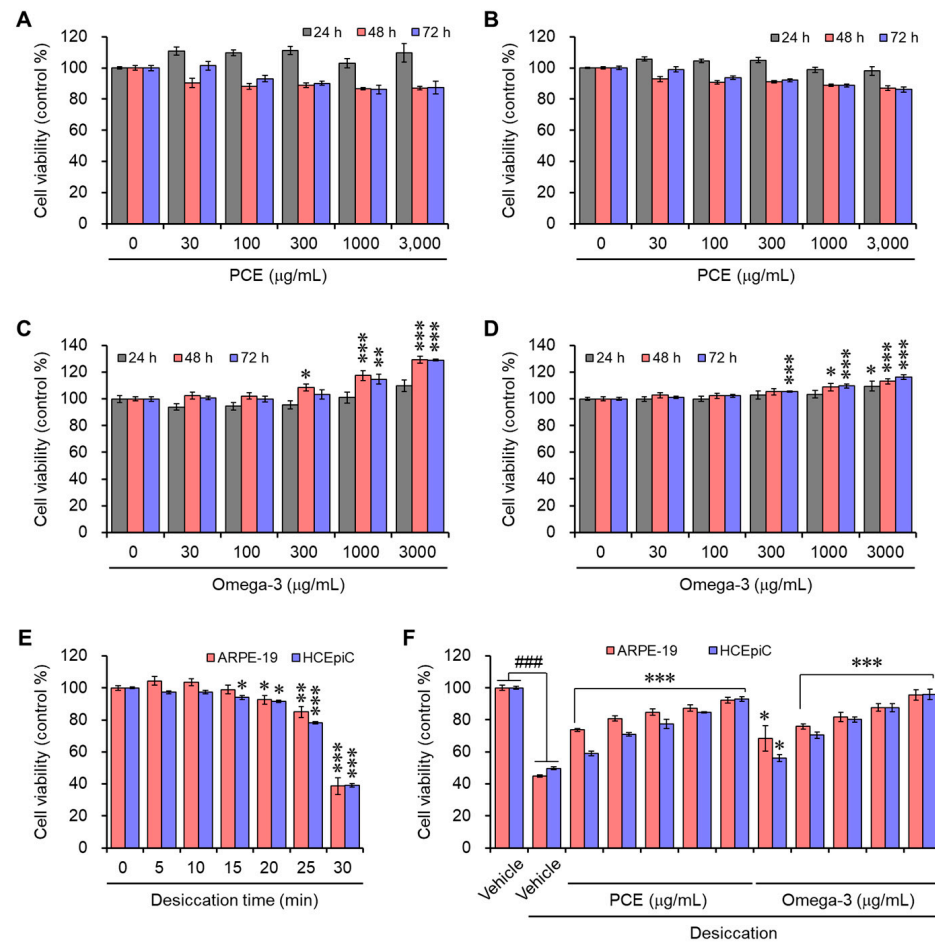 A
24 h 48 h 72 h
Cell viability (control %)
140
120
100
80
60
40
20
0
0 30 100 300 1000 3,000
PCE (μg/mL)
B
24 h 48 h 72 h
Cell viability (control %)
140
120
100
80
60
40
20
0
0 30 100 300 1000 3,000
PCE (μg/mL)
C
24 h 48 h 72 h
Cell viability (control %)
140
120
100
80
60
40
20
0
* *** ** *** ***
0 30 100 300 1000 3000
Omega-3 (μg/mL)
D
24 h 48 h 72 h
Cell viability (control %)
140
120
100
80
60
40
20
0
*** * *** * *** ***
0 30 100 300 1000 3000
Omega-3 (μg/mL)
E
ARPE-19 HCEpiC
Cell viability (control %)
120
100
80
60
40
20
0
* * * ** *** *** ***
0 5 10 15 20 25 30
Desiccation time (min)
F
ARPE-19 HCEpiC
Cell viability (control %)
120
100
80
60
40
20
0
### *** * * ***
Vehicle Vehicle
PCE (μg/mL) Omega-3 (μg/mL)
Desiccation